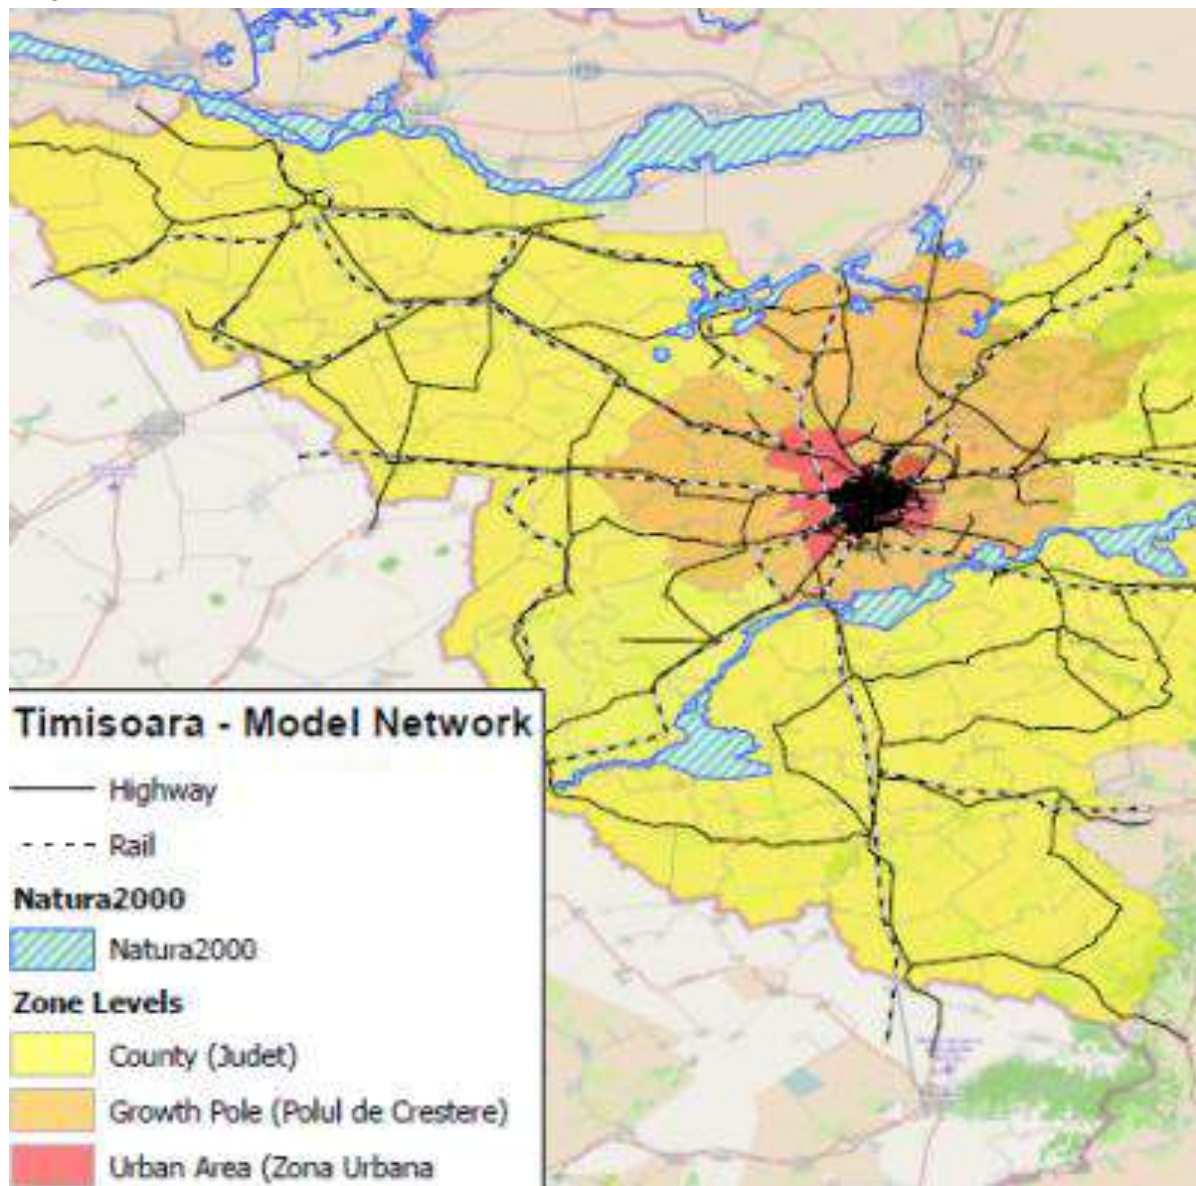 Timisoara - Model Network
Highway
Rail
Natura2000
Natura2000
Zone Levels
County (Judet)
Growth Pole (Polul de Crestere)
Urban Area (Zona Urbana